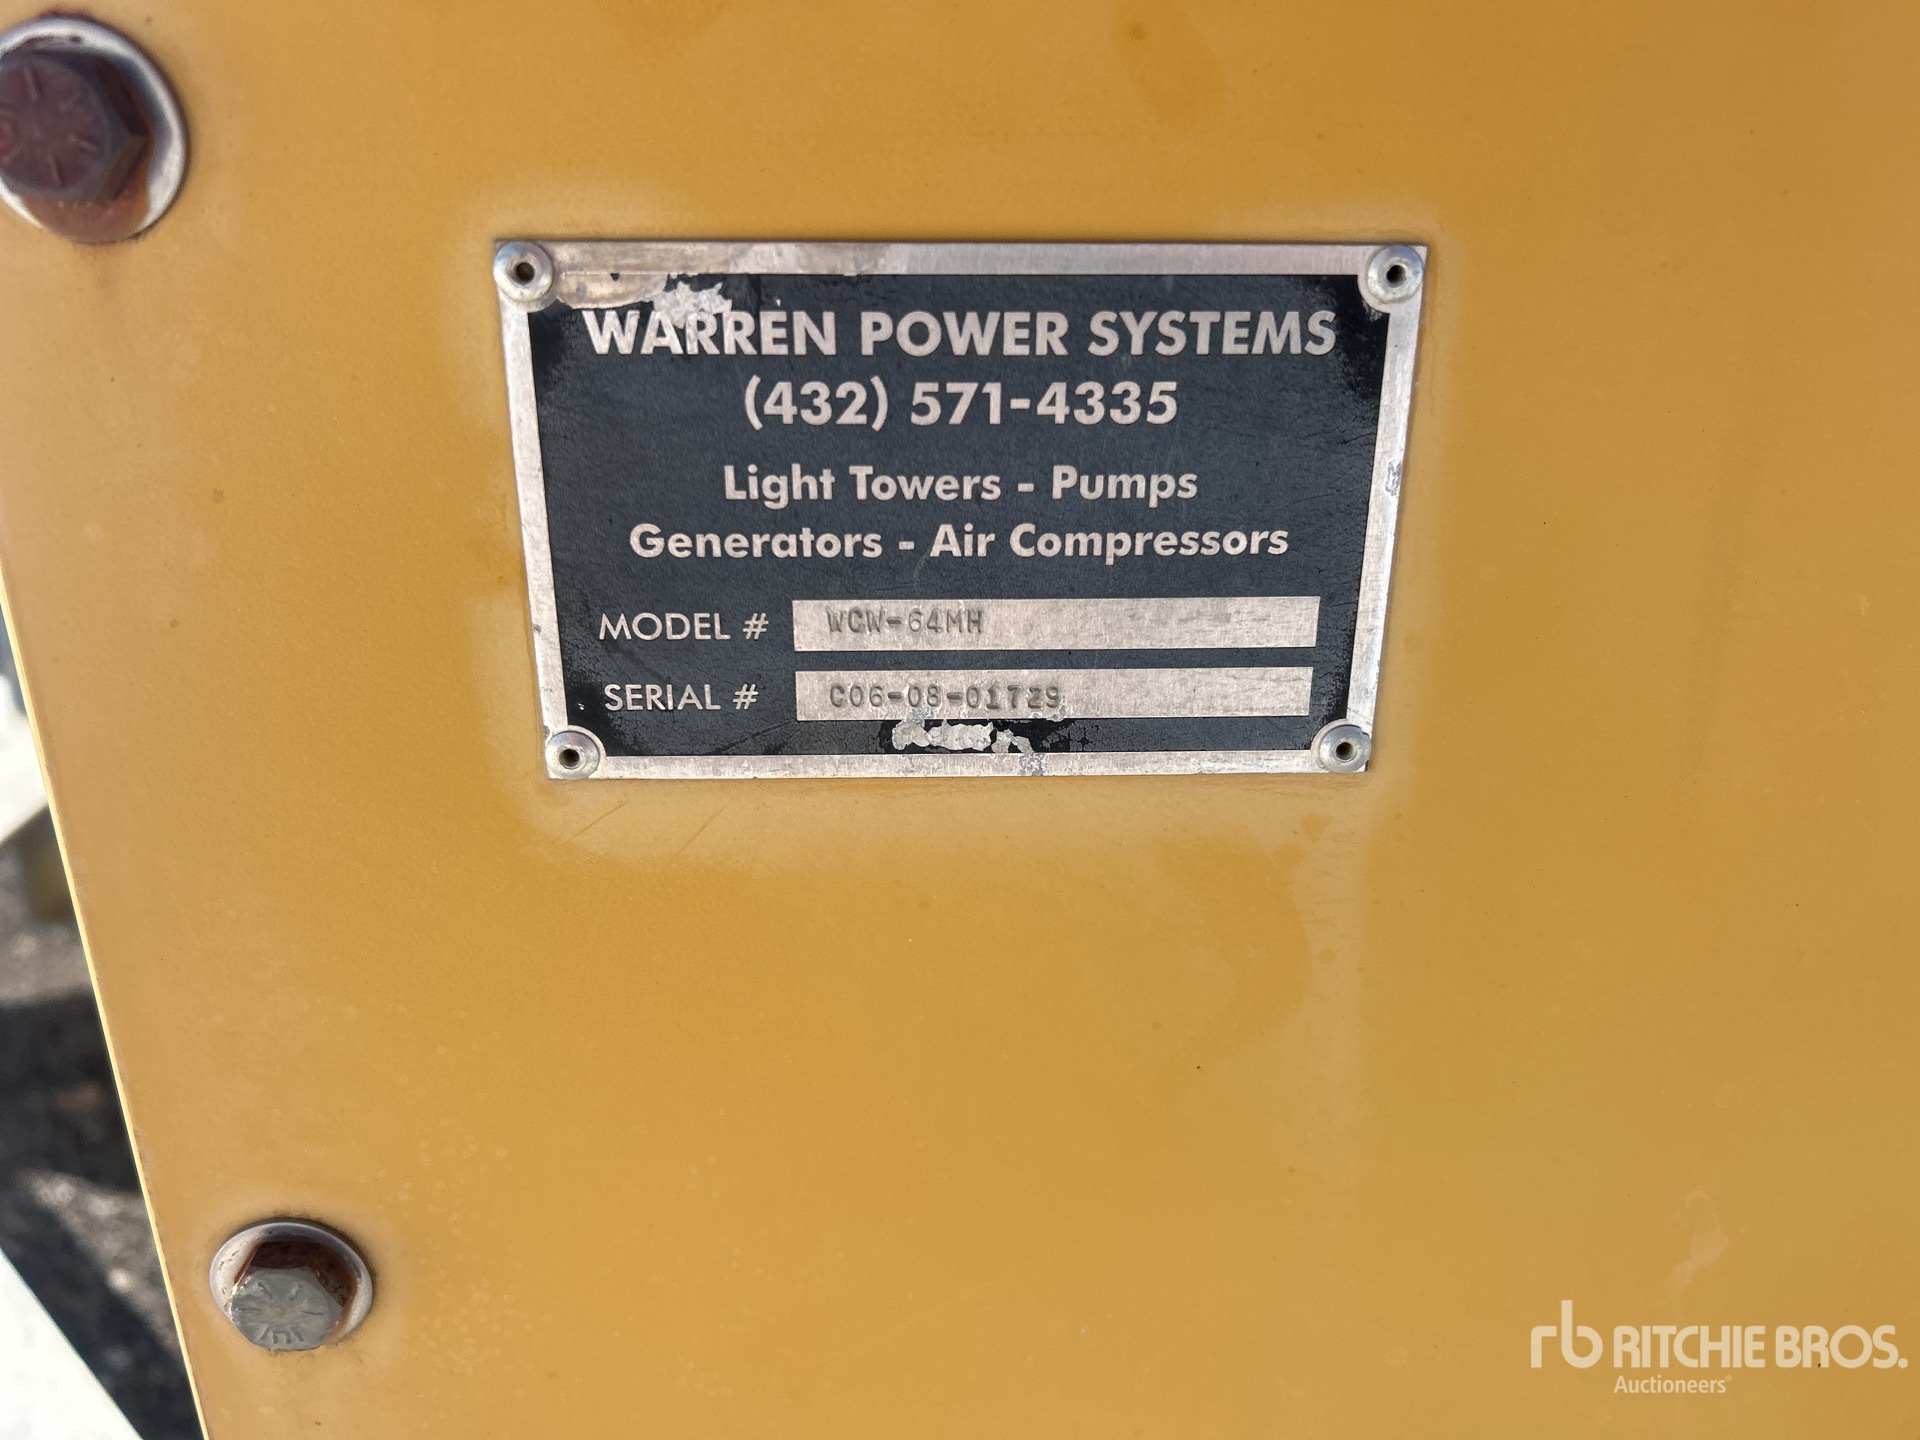 WARREN POWER SYSTEMS
(432) 571-4335
Light Towers - Pumps
Generators - Air Compressors
MODEL # WCW-64MH
SERIAL # C06-08-01729
rb RITCHIE BROS.
Auctioneers